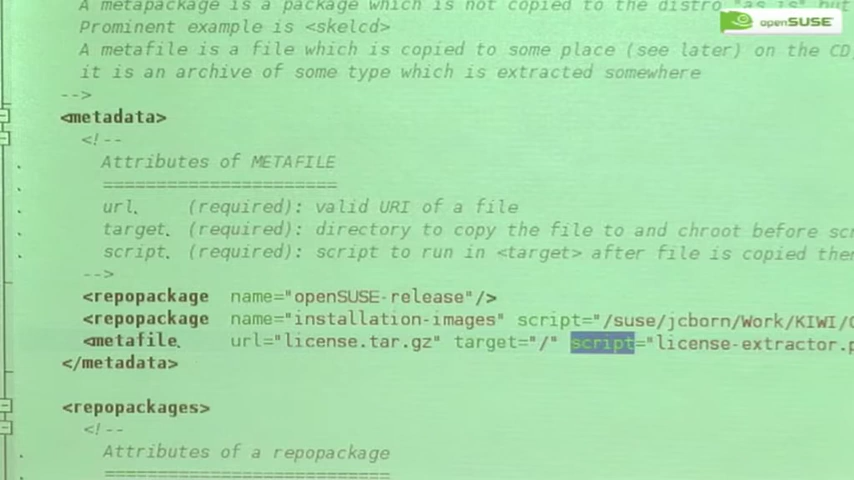 A metapackage is a package which is not copied to the distro "as is" but
openSUSE
Prominent example is <skelcd>
A metafile is a file which is copied to some place (see later) on the CD,
it is an archive of some type which is extracted somewhere
-->
<metadata>
<!--
Attributes of METAFILE
======================
url. (required): valid URI of a file
target. (required): directory to copy the file to and chroot before scr
script. (required): script to run in <target> after file is copied ther
-->
<repopackage name="openSUSE-release"/>
<repopackage name="installation-images" script="/suse/jcborn/Work/KIWI/
<metafile. url="license.tar.gz" target="/" script="license-extractor.p
</metadata>
<repopackages>
<!--
Attributes of a repopackage
===========================